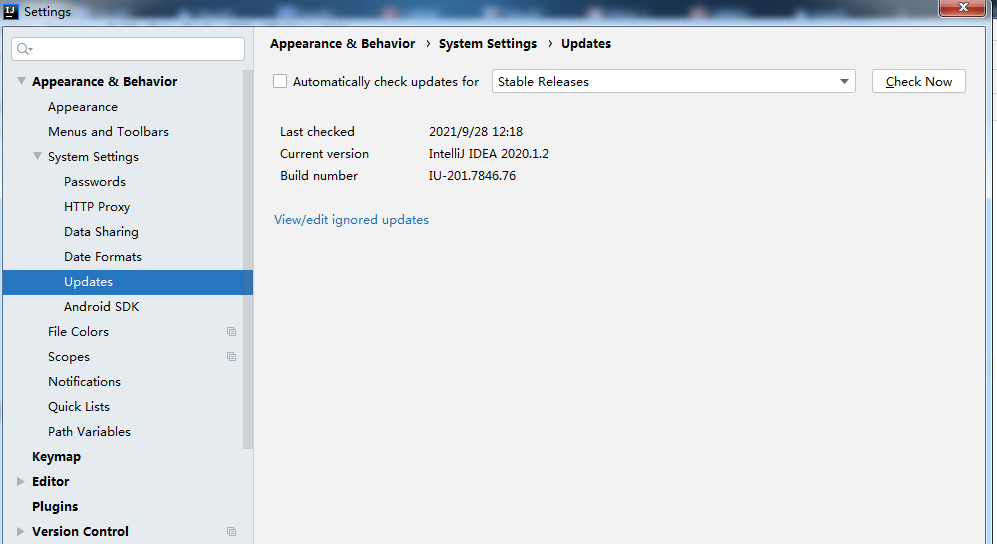 Settings
Appearance & Behavior
Appearance
Menus and Toolbars
System Settings
Passwords
HTTP Proxy
Data Sharing
Date Formats
Updates
Android SDK
File Colors
Scopes
Notifications
Quick Lists
Path Variables
Keymap
Editor
Plugins
Version Control
Appearance & Behavior › System Settings › Updates
Automatically check updates for Stable Releases Check Now
Last checked 2021/9/28 12:18
Current version IntelliJ IDEA 2020.1.2
Build number IU-201.7846.76
View/edit ignored updates